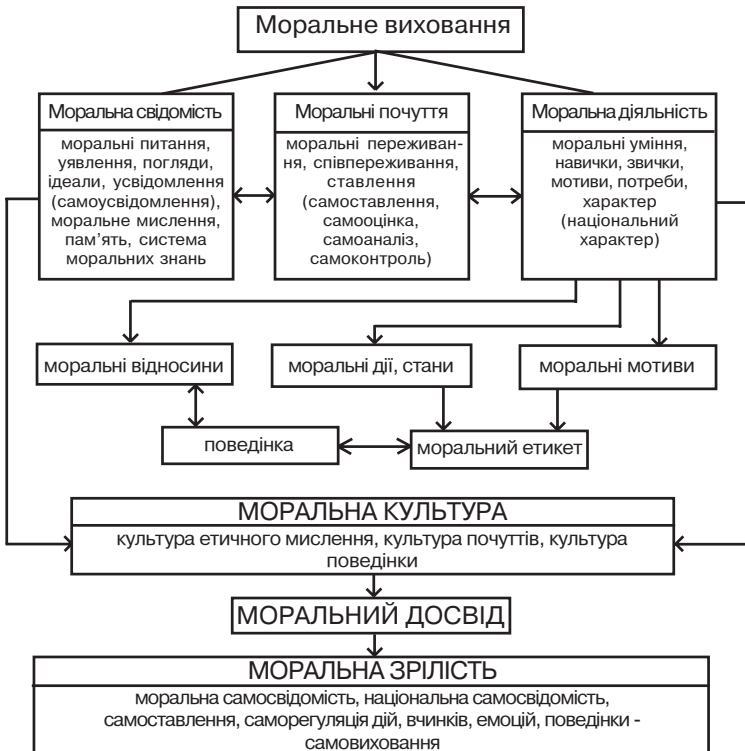 Моральне виховання
Моральна свідомість
моральні питання,
уявлення, погляди,
ідеали, усвідомлення
(самоусвідомлення),
моральне мислення,
пам’ять, система
моральних знань
Моральні почуття
моральні переживан-
ня, співпереживання,
ставлення
(самоставлення,
самооцінка,
самоаналіз,
самоконтроль)
Моральна діяльність
моральні уміння,
навички, звички,
мотиви, потреби,
характер
(національний
характер)
моральні відносини
моральні дії, стани
моральні мотиви
поведінка
моральний етикет
МОРАЛЬНА КУЛЬТУРА
культура етичного мислення, культура почуттів, культура
поведінки
МОРАЛЬНИЙ ДОСВІД
МОРАЛЬНА ЗРІЛІСТЬ
моральна самосвідомість, національна самосвідомість,
самоставлення, саморегуляція дій, вчинків, емоцій, поведінки -
самовиховання